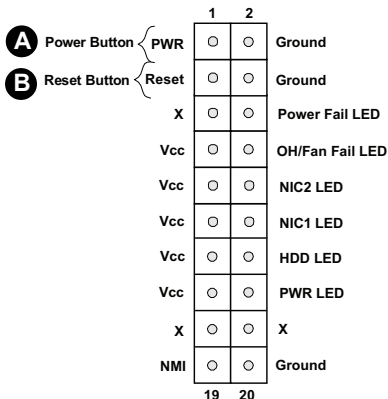 1 2
A Power Button PWR Ground
B Reset Button Reset Ground
X Power Fail LED
Vcc OH/Fan Fail LED
Vcc NIC2 LED
Vcc NIC1 LED
Vcc HDD LED
Vcc PWR LED
X X
NMI Ground
19 20